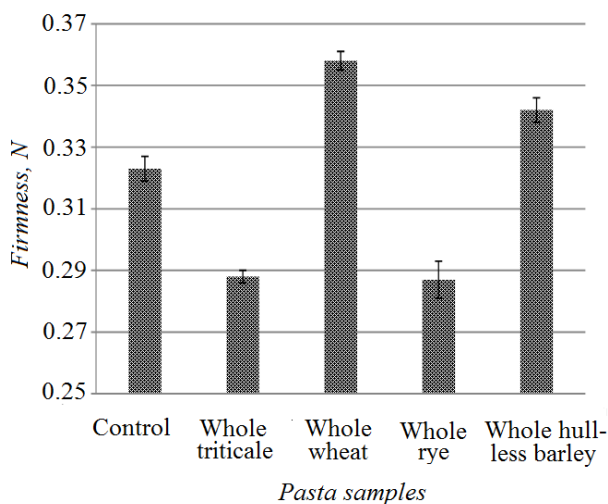 0.37
0.35
0.33
0.31
0.29
0.27
0.25
Firmness, N
Control
Whole
triticale
Whole
wheat
Whole
rye
Whole hull-
less barley
Pasta samples